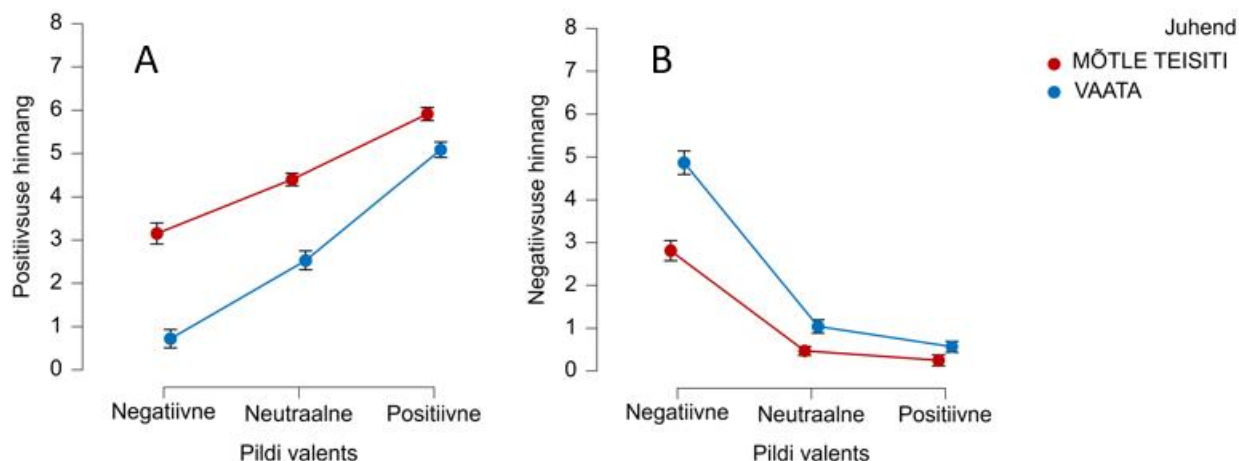 A
Positiivsuse hinnang
8
7
6
5
4
3
2
1
0
Negatiivne Neutraalne Positiivne
Pildi valents
B
Negatiivsuse hinnang
8
7
6
5
4
3
2
1
0
Negatiivne Neutraalne Positiivne
Pildi valents
Juhend
MÕTLE TEISITI
VAATA